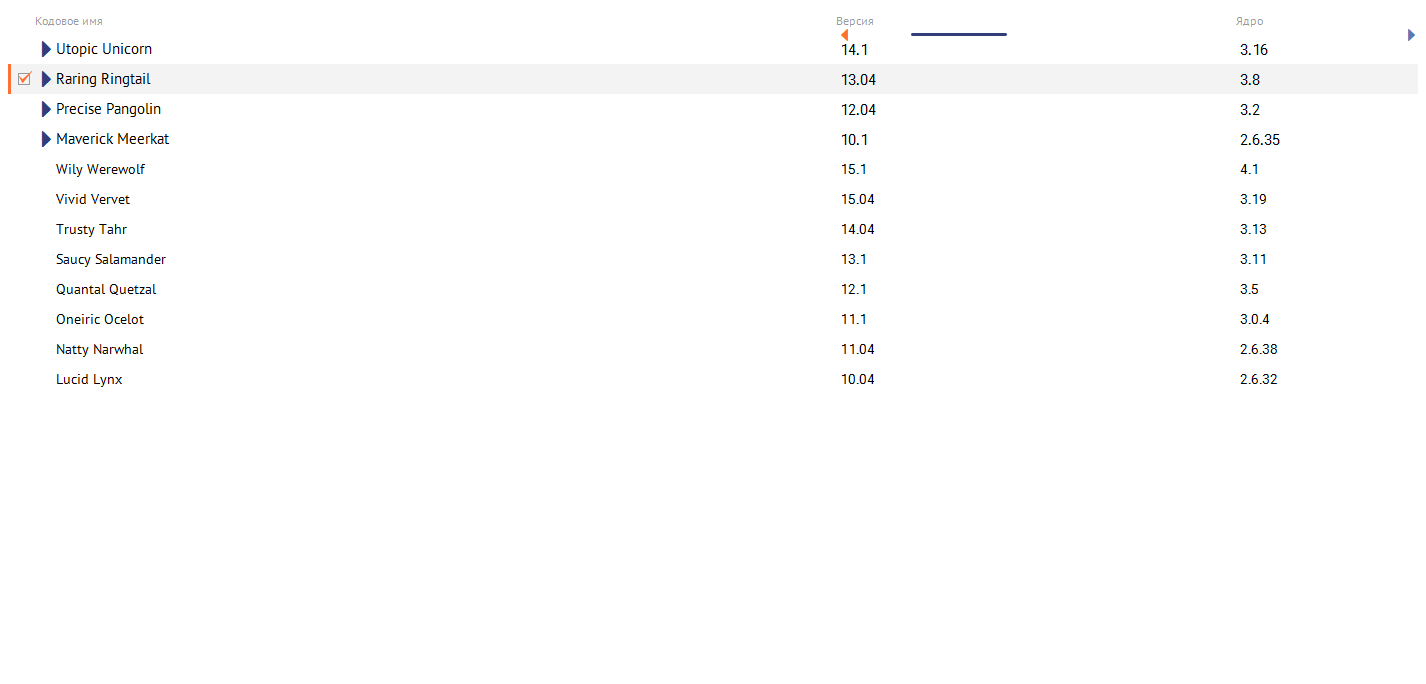 Кодовое имя Версия Ядро
Utopic Unicorn 14.1 3.16
Raring Ringtail 13.04 3.8
Precise Pangolin 12.04 3.2
Maverick Meerkat 10.1 2.6.35
Wily Werewolf 15.1 4.1
Vivid Vervet 15.04 3.19
Trusty Tahr 14.04 3.13
Saucy Salamander 13.1 3.11
Quantal Quetzal 12.1 3.5
Oneiric Ocelot 11.1 3.0.4
Natty Narwhal 11.04 2.6.38
Lucid Lynx 10.04 2.6.32